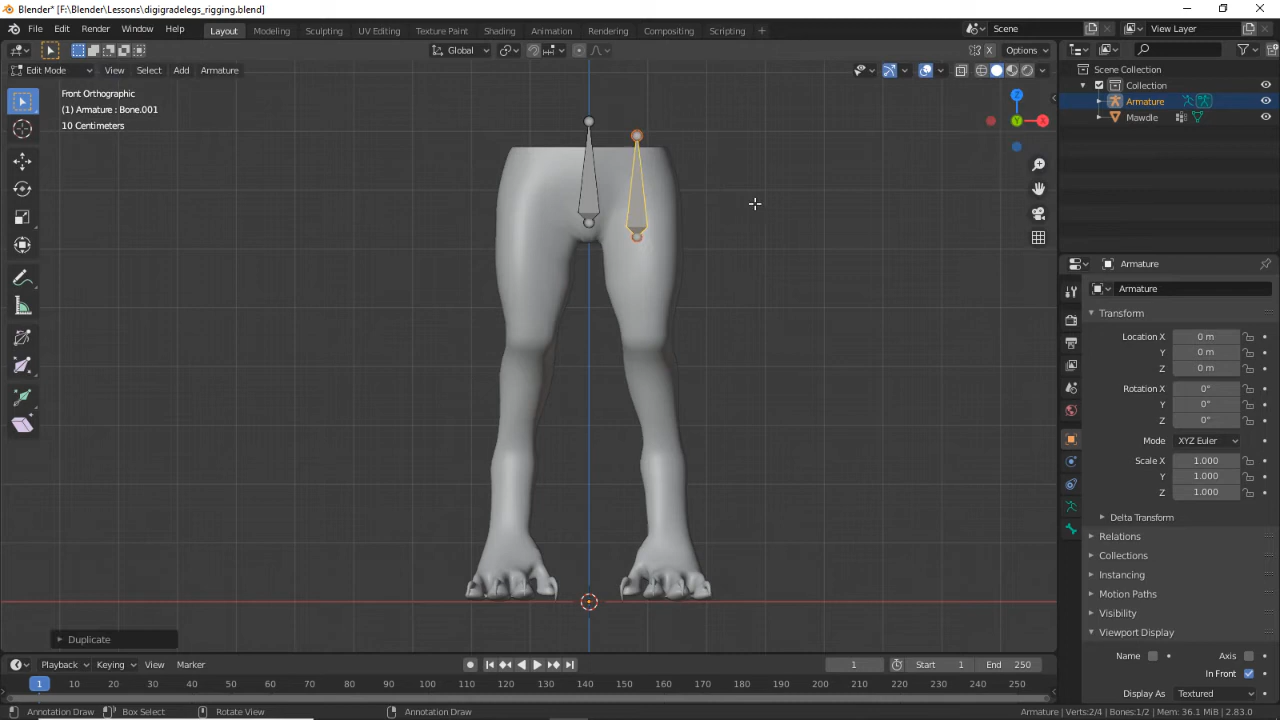 Blender* [F:\Blender\Lessons\digigradelegs_rigging.blend]
File Edit Render Window Help Layout Modeling Sculpting UV Editing Texture Paint Shading Animation Rendering Compositing Scripting + Scene View Layer
Global Options
Edit Mode View Select Add Armature
Scene Collection
Collection
Armature
Mawdle
Front Orthographic
(1) Armature : Bone.001
10 Centimeters
Z
Y
X
X
Armature
Armature
Transform
Location X 0 m
Y 0 m
Z 0 m
Rotation X 0°
Y 0°
Z 0°
Mode XYZ Euler
Scale X 1.000
Y 1.000
Z 1.000
Delta Transform
Relations
Collections
Instancing
Motion Paths
Visibility
Viewport Display
Name Axis
In Front
Display As Textured
Duplicate
Playback Keying View Marker 1 Start 1 End 250
1 10 20 30 40 50 60 70 80 90 100 110 120 130 140 150 160 170 180 190 200 210 220 230 240 250
Annotation Draw Box Select Rotate View Annotation Draw Armature | Verts:2/4 | Bones:1/2 | Mem: 36.1 MiB | 2.83.0